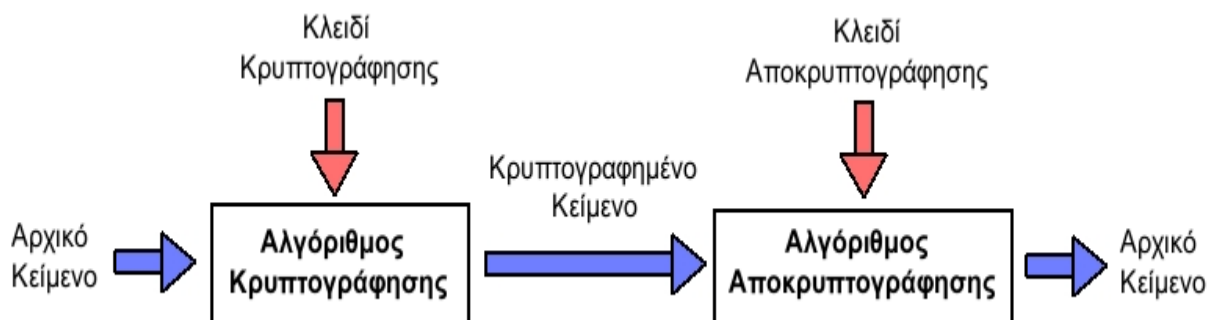 Κλειδί
Κρυπτογράφησης
Κλειδί
Αποκρυπτογράφησης
Κρυπτογραφημένο
Κείμενο
Αρχικό
Κείμενο
Αλγόριθμος
Κρυπτογράφησης
Αλγόριθμος
Αποκρυπτογράφησης
Αρχικό
Κείμενο